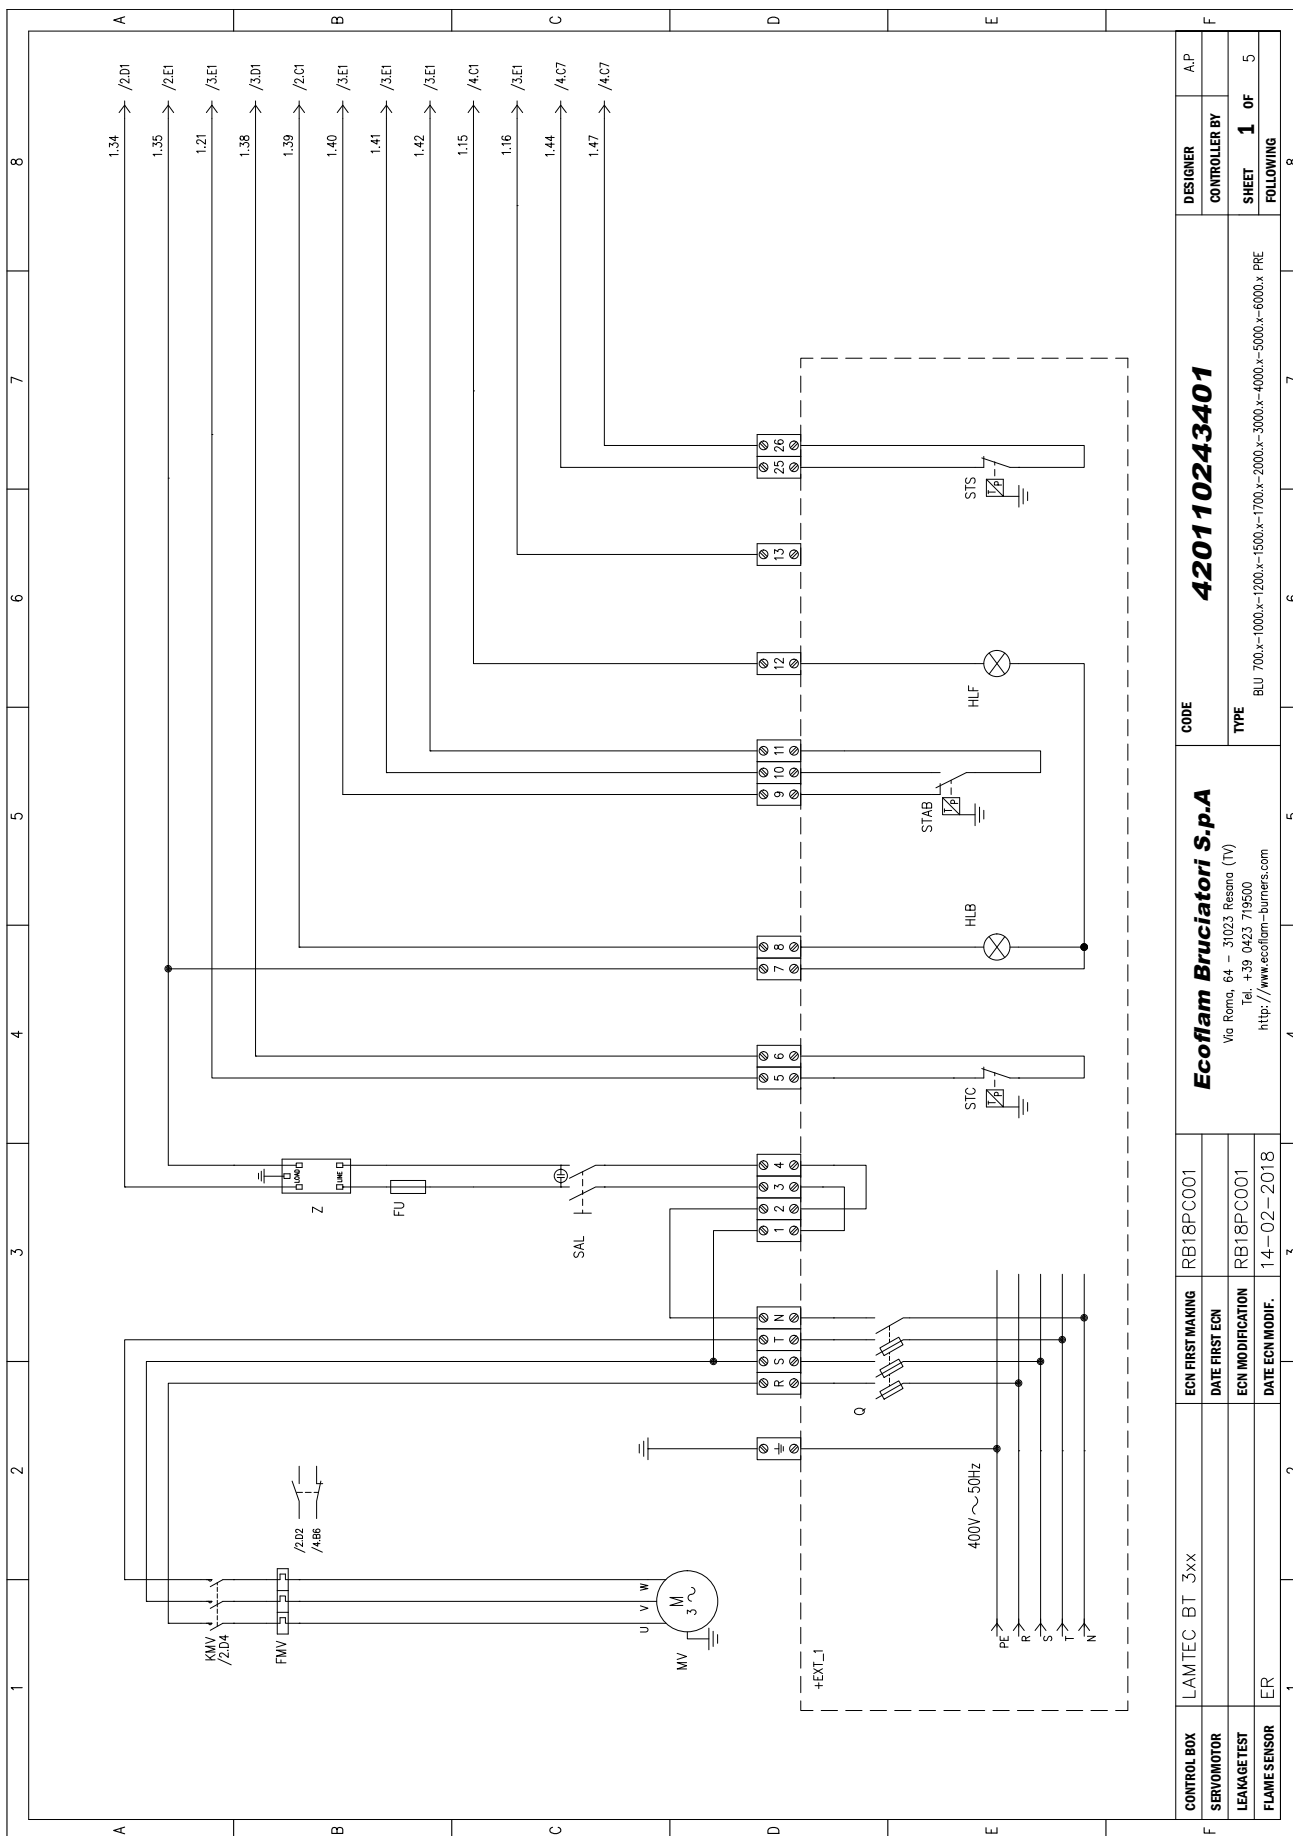 1 2 3 4 5 6 7 8
A
B
C
D
E
F
1.34 /2.D1
1.35 /2.E1
1.21 /3.E1
1.38 /3.D1
1.39 /2.C1
1.40 /3.E1
1.41 /3.E1
1.42 /3.E1
1.15 /4.C1
1.16 /3.E1
1.44 /4.C7
1.47 /4.C7
KMV
/2.D4
FMV
/2.D2
/4.B6
U V W
M
3 ~
MV
Z
LOAD
LINE
FU
SAL
R S T N
1 2 3 4
5 6
7 8
9 10 11
12
13
25 26
+EXT_1
Q
400V ~ 50Hz
PE
R
S
T
N
STC
T P
HLB
STAB
T P
HLF
STS
T P
CONTROL BOX LAMTEC BT 3xx
SERVOMOTOR
LEAKAGE TEST
FLAME SENSOR ER
ECN FIRST MAKING RB18PC001
DATE FIRST ECN
ECN MODIFICATION RB18PC001
DATE ECN MODIF. 14-02-2018
Ecoflam Bruciatori S.p.A
Via Roma, 64 - 31023 Resana (TV)
Tel. +39 0423 719500
http://www.ecoflam-burners.com
CODE
420110243401
TYPE
BLU 700.x-1000.x-1200.x-1500.x-1700.x-2000.x-3000.x-4000.x-5000.x-6000.x PRE
DESIGNER A.P
CONTROLLER BY
SHEET 1 OF 5
FOLLOWING
A
B
C
D
E
F
1 2 3 4 5 6 7 8